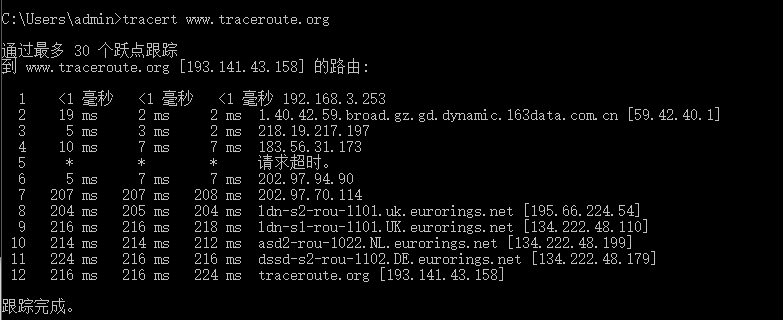 C:\Users\admin>tracert www.traceroute.org
通过最多 30 个跃点跟踪
到 www.traceroute.org [193.141.43.158] 的路由:
1 <1 毫秒 <1 毫秒 <1 毫秒 192.168.3.253
2 19 ms 2 ms 2 ms 1.40.42.59.broad.gz.gd.dynamic.163data.com.cn [59.42.40.1]
3 5 ms 3 ms 2 ms 218.19.217.197
4 10 ms 7 ms 7 ms 183.56.31.173
5 * * * 请求超时。
6 5 ms 7 ms 7 ms 202.97.94.90
7 207 ms 207 ms 208 ms 202.97.70.114
8 204 ms 205 ms 204 ms ldn-s2-rou-1101.uk.eurorings.net [195.66.224.54]
9 216 ms 216 ms 218 ms ldn-s1-rou-1101.UK.eurorings.net [134.222.48.110]
10 214 ms 214 ms 212 ms asd2-rou-1022.NL.eurorings.net [134.222.48.199]
11 224 ms 216 ms 216 ms dssd-s2-rou-1102.DE.eurorings.net [134.222.48.179]
12 216 ms 216 ms 224 ms traceroute.org [193.141.43.158]
跟踪完成。